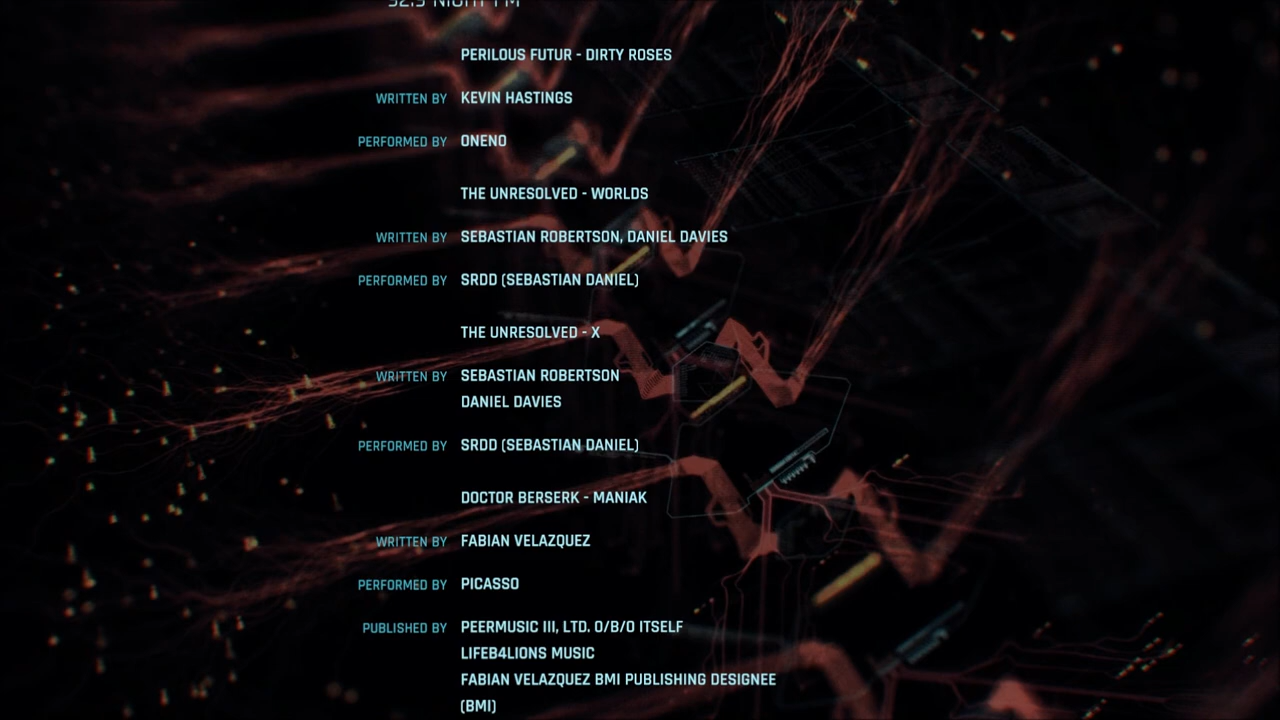 PERILOUS FUTUR - DIRTY ROSES
WRITTEN BY KEVIN HASTINGS
PERFORMED BY ONENO
THE UNRESOLVED - WORLDS
WRITTEN BY SEBASTIAN ROBERTSON, DANIEL DAVIES
PERFORMED BY SRDD (SEBASTIAN DANIEL)
THE UNRESOLVED - X
WRITTEN BY SEBASTIAN ROBERTSON
DANIEL DAVIES
PERFORMED BY SRDD (SEBASTIAN DANIEL)
DOCTOR BERSERK - MANIAK
WRITTEN BY FABIAN VELAZQUEZ
PERFORMED BY PICASSO
PUBLISHED BY PEERMUSIC III, LTD. O/B/O ITSELF
LIFEB4LIONS MUSIC
FABIAN VELAZQUEZ BMI PUBLISHING DESIGNEE
(BMI)